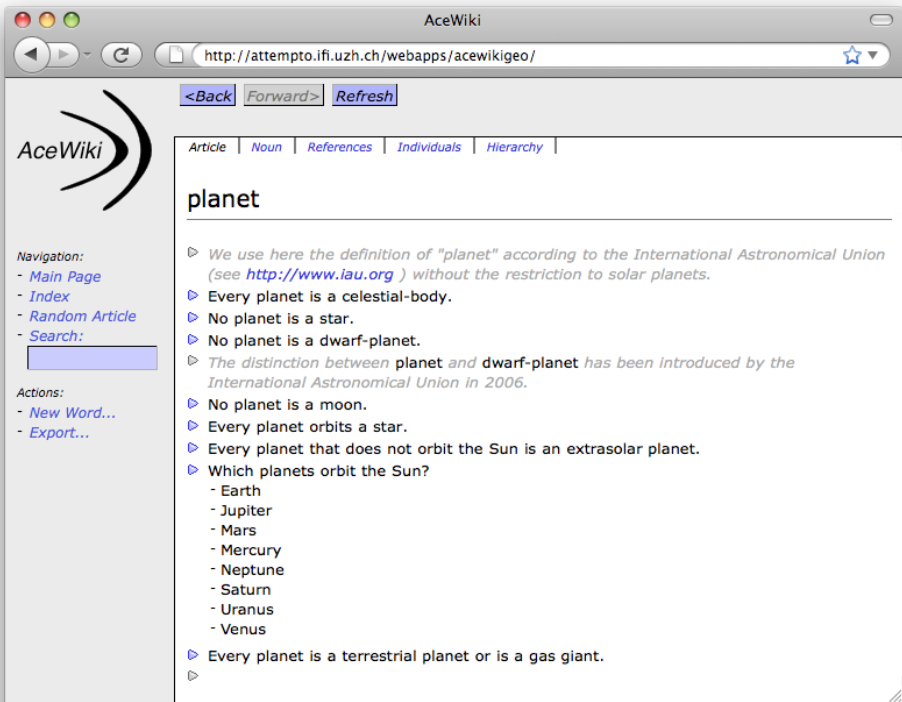 AceWiki
http://attempto.ifi.uzh.ch/webapps/acewikigeo/
<Back Forward> Refresh
AceWiki
Article Noun References Individuals Hierarchy
planet
Navigation:
- Main Page
- Index
- Random Article
- Search:
Actions:
- New Word...
- Export...
We use here the definition of "planet" according to the International Astronomical Union
(see http://www.iau.org ) without the restriction to solar planets.
Every planet is a celestial-body.
No planet is a star.
No planet is a dwarf-planet.
The distinction between planet and dwarf-planet has been introduced by the
International Astronomical Union in 2006.
No planet is a moon.
Every planet orbits a star.
Every planet that does not orbit the Sun is an extrasolar planet.
Which planets orbit the Sun?
- Earth
- Jupiter
- Mars
- Mercury
- Neptune
- Saturn
- Uranus
- Venus
Every planet is a terrestrial planet or is a gas giant.